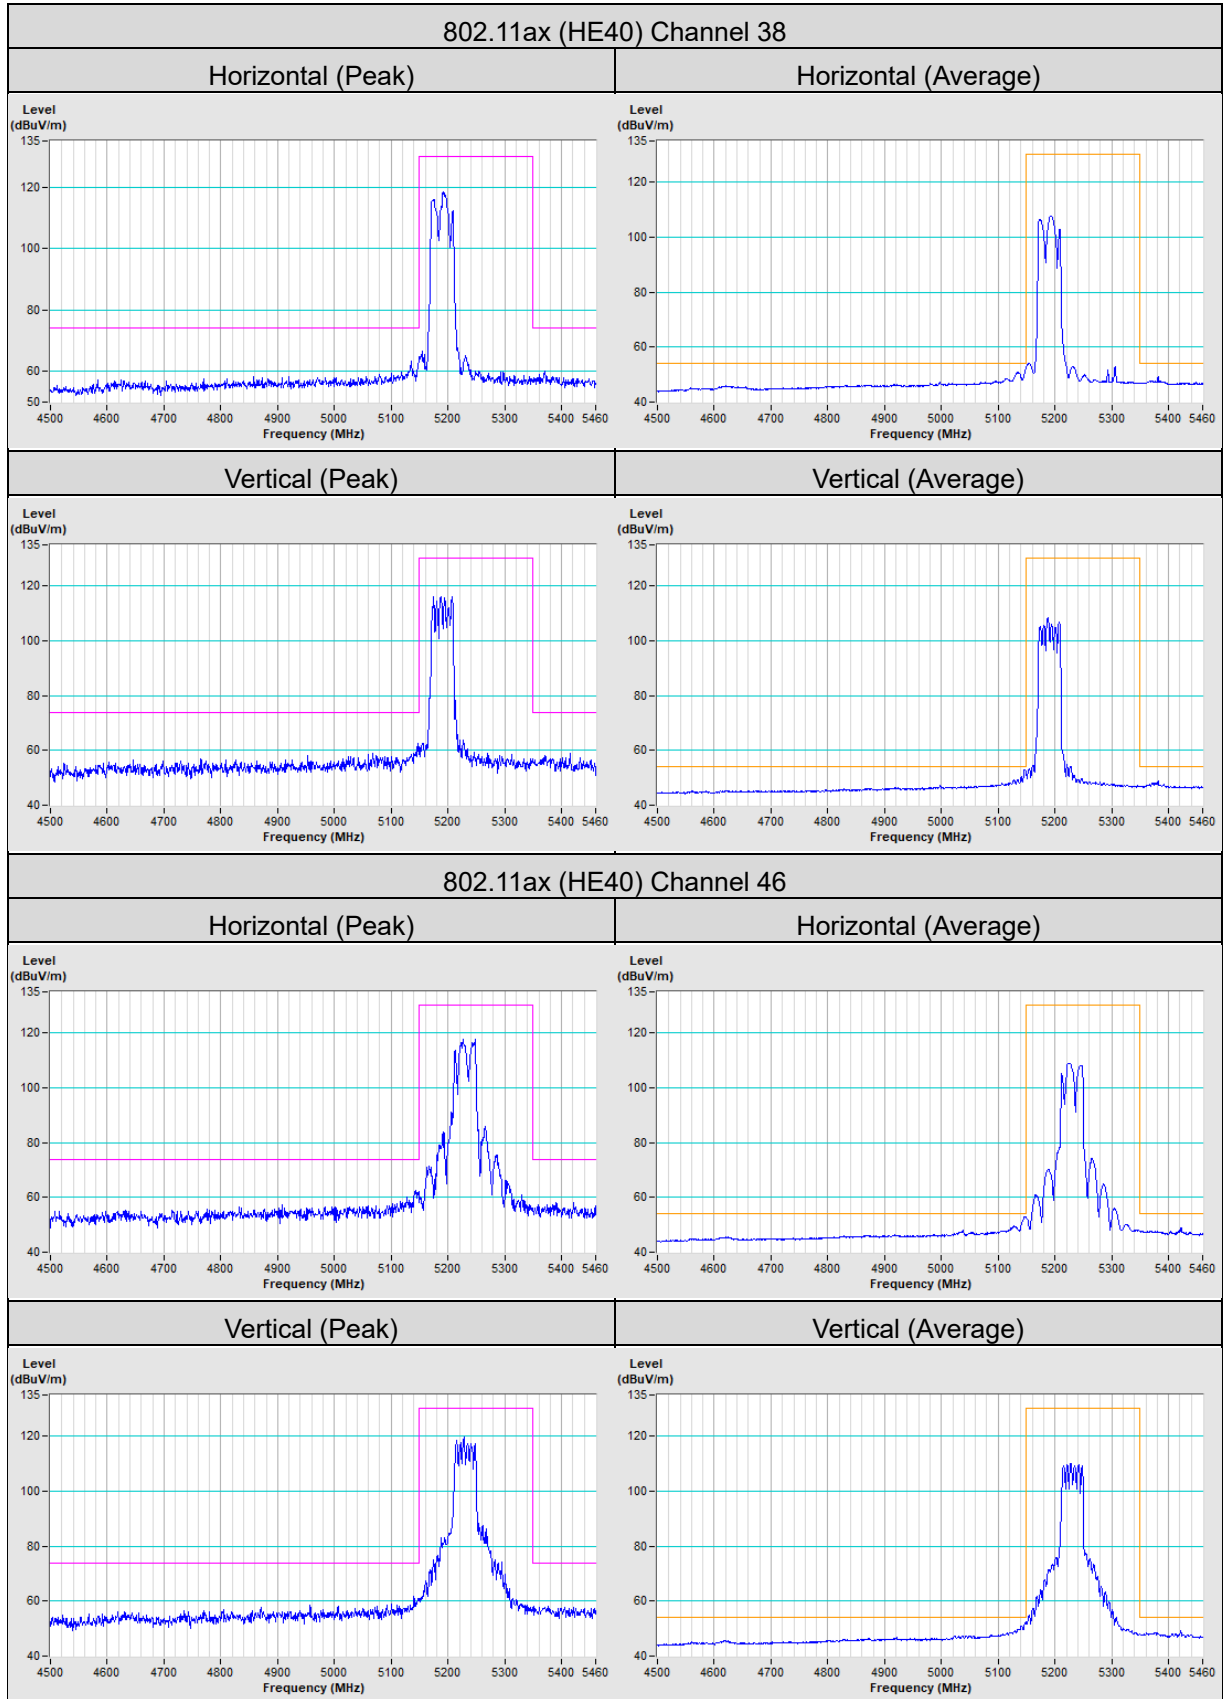 802.11ax (HE40) Channel 38
Horizontal (Peak)
Horizontal (Average)
Level
(dBuV/m)
135
120
100
80
60
50
4500 4600 4700 4800 4900 5000 5100 5200 5300 5400 5460
Frequency (MHz)
Level
(dBuV/m)
135
120
100
80
60
40
4500 4600 4700 4800 4900 5000 5100 5200 5300 5400 5460
Frequency (MHz)
Vertical (Peak)
Vertical (Average)
Level
(dBuV/m)
135
120
100
80
60
40
4500 4600 4700 4800 4900 5000 5100 5200 5300 5400 5460
Frequency (MHz)
Level
(dBuV/m)
135
120
100
80
60
40
4500 4600 4700 4800 4900 5000 5100 5200 5300 5400 5460
Frequency (MHz)
802.11ax (HE40) Channel 46
Horizontal (Peak)
Horizontal (Average)
Level
(dBuV/m)
135
120
100
80
60
40
4500 4600 4700 4800 4900 5000 5100 5200 5300 5400 5460
Frequency (MHz)
Level
(dBuV/m)
135
120
100
80
60
40
4500 4600 4700 4800 4900 5000 5100 5200 5300 5400 5460
Frequency (MHz)
Vertical (Peak)
Vertical (Average)
Level
(dBuV/m)
135
120
100
80
60
40
4500 4600 4700 4800 4900 5000 5100 5200 5300 5400 5460
Frequency (MHz)
Level
(dBuV/m)
135
120
100
80
60
40
4500 4600 4700 4800 4900 5000 5100 5200 5300 5400 5460
Frequency (MHz)